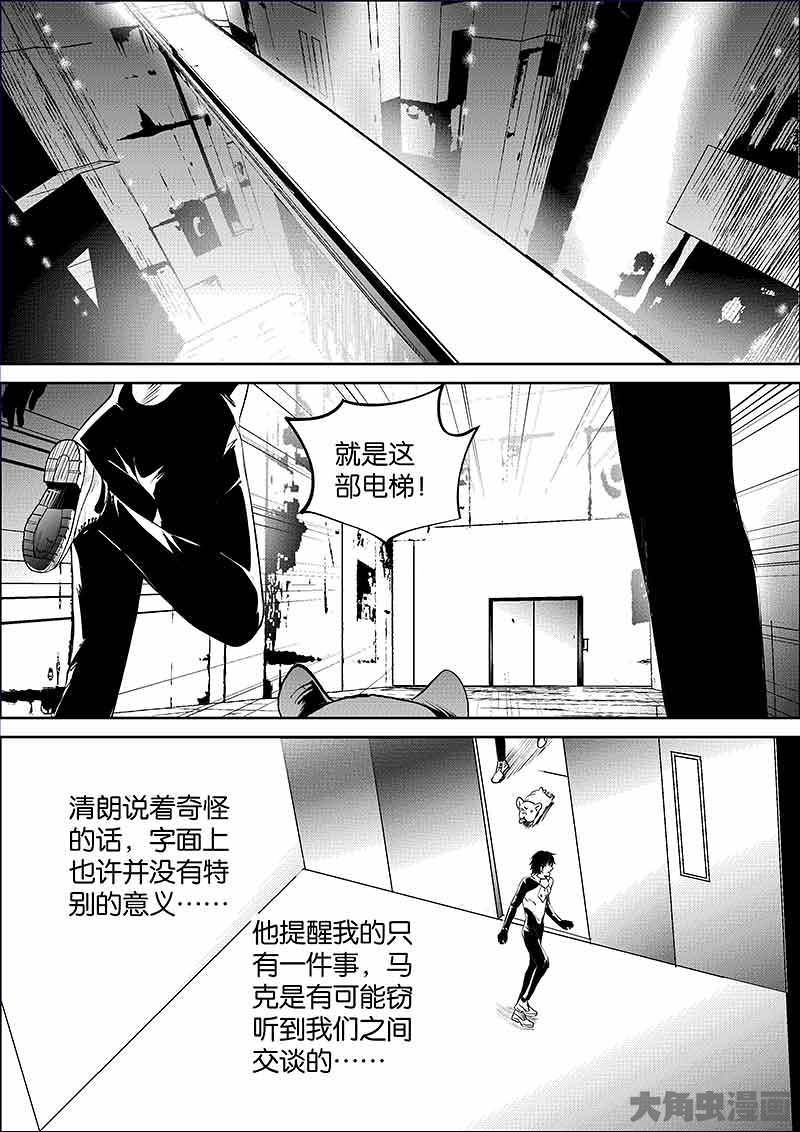 就是这
部电梯！
清朗说着奇怪
的话，字面上
也许并没有特
别的意义……
他提醒我的只
有一件事，马
克是有可能窃
听到我们之间
交谈的……
大角虫漫画